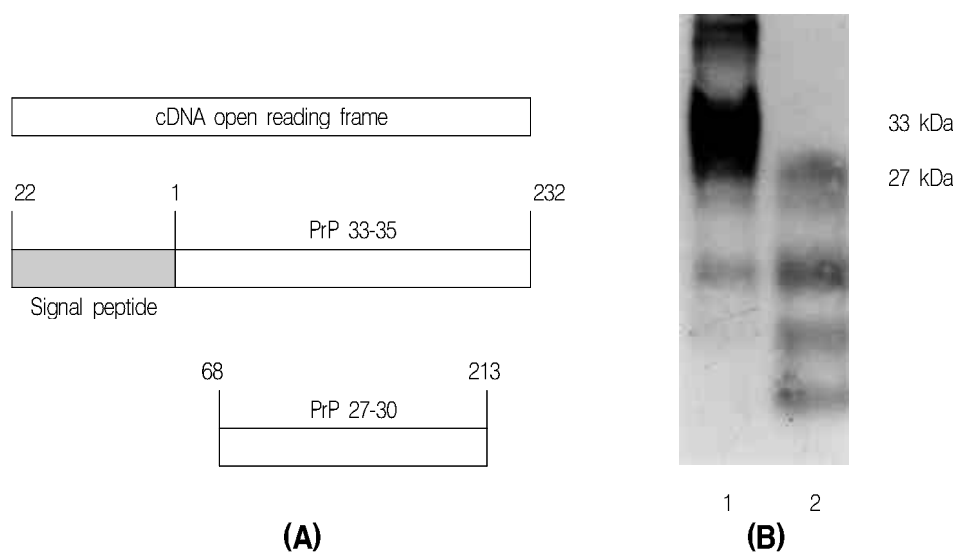 cDNA open reading frame
22 1 232
PrP 33-35
Signal peptide
68 213
PrP 27-30
(A)
33 kDa
27 kDa
1 2
(B)